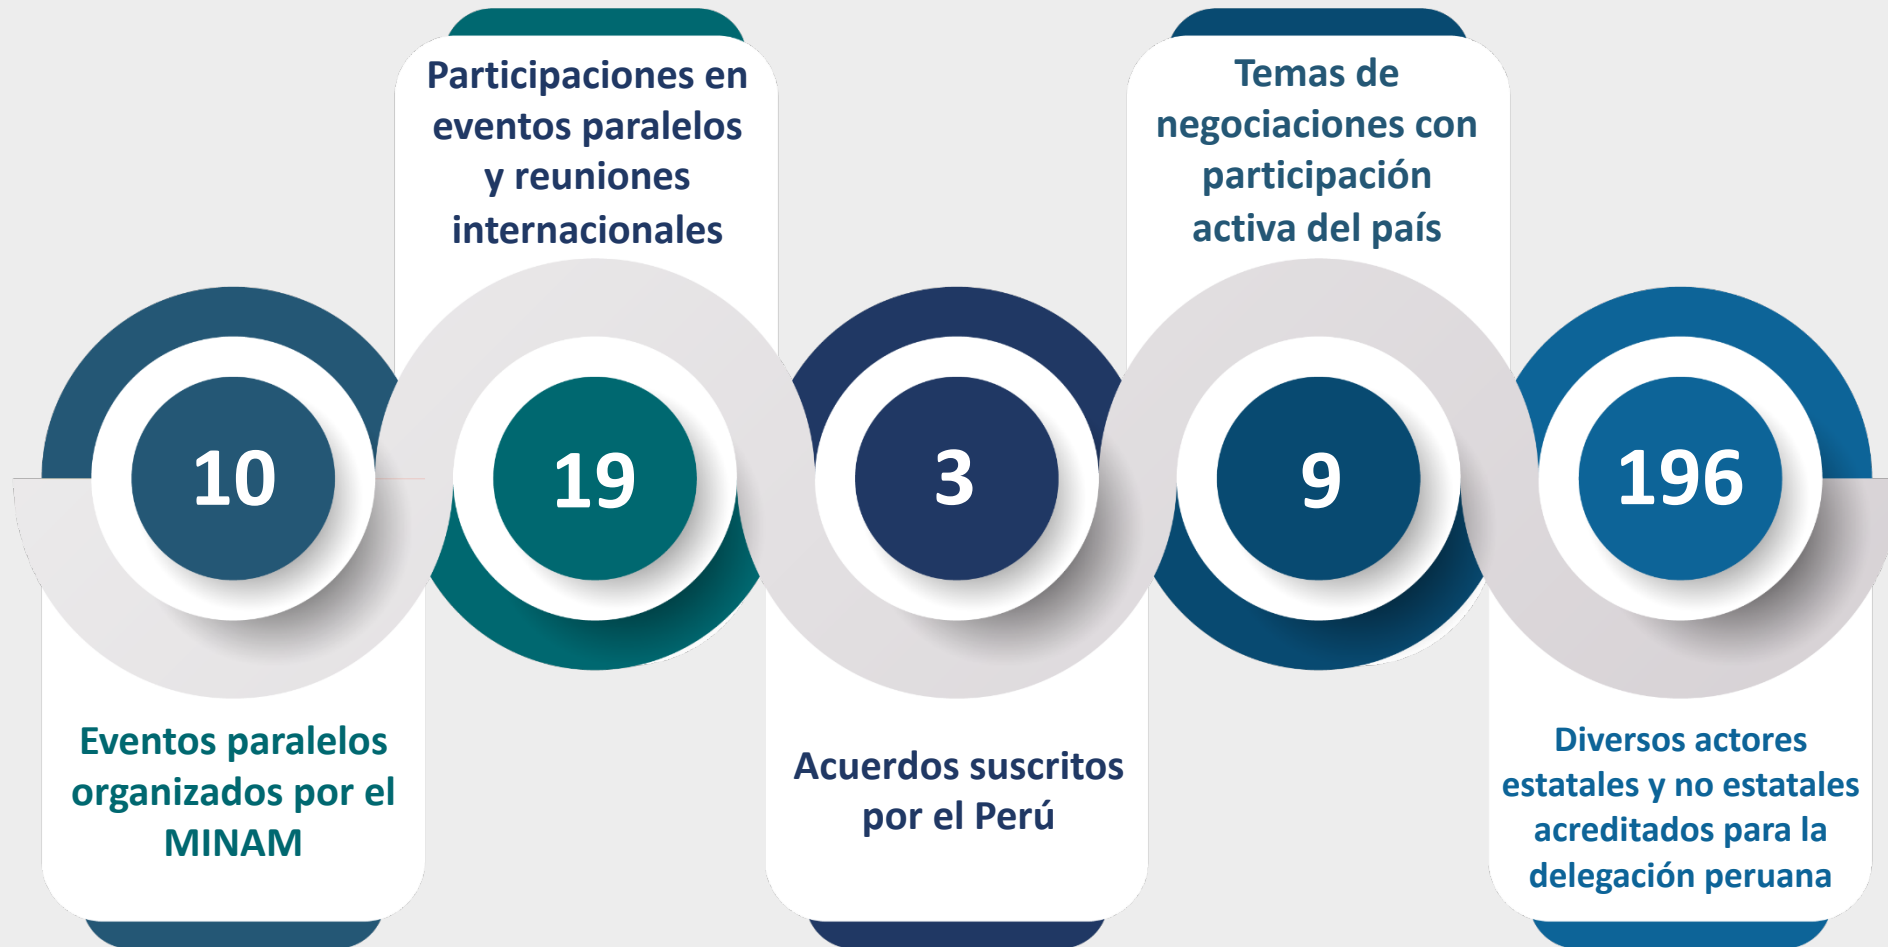 10
Eventos paralelos
organizados por el
MINAM
Participaciones en
eventos paralelos
y reuniones
internacionales
19
3
Acuerdos suscritos
por el Perú
Temas de
negociaciones con
participación
activa del país
9
196
Diversos actores
estatales y no estatales
acreditados para la
delegación peruana